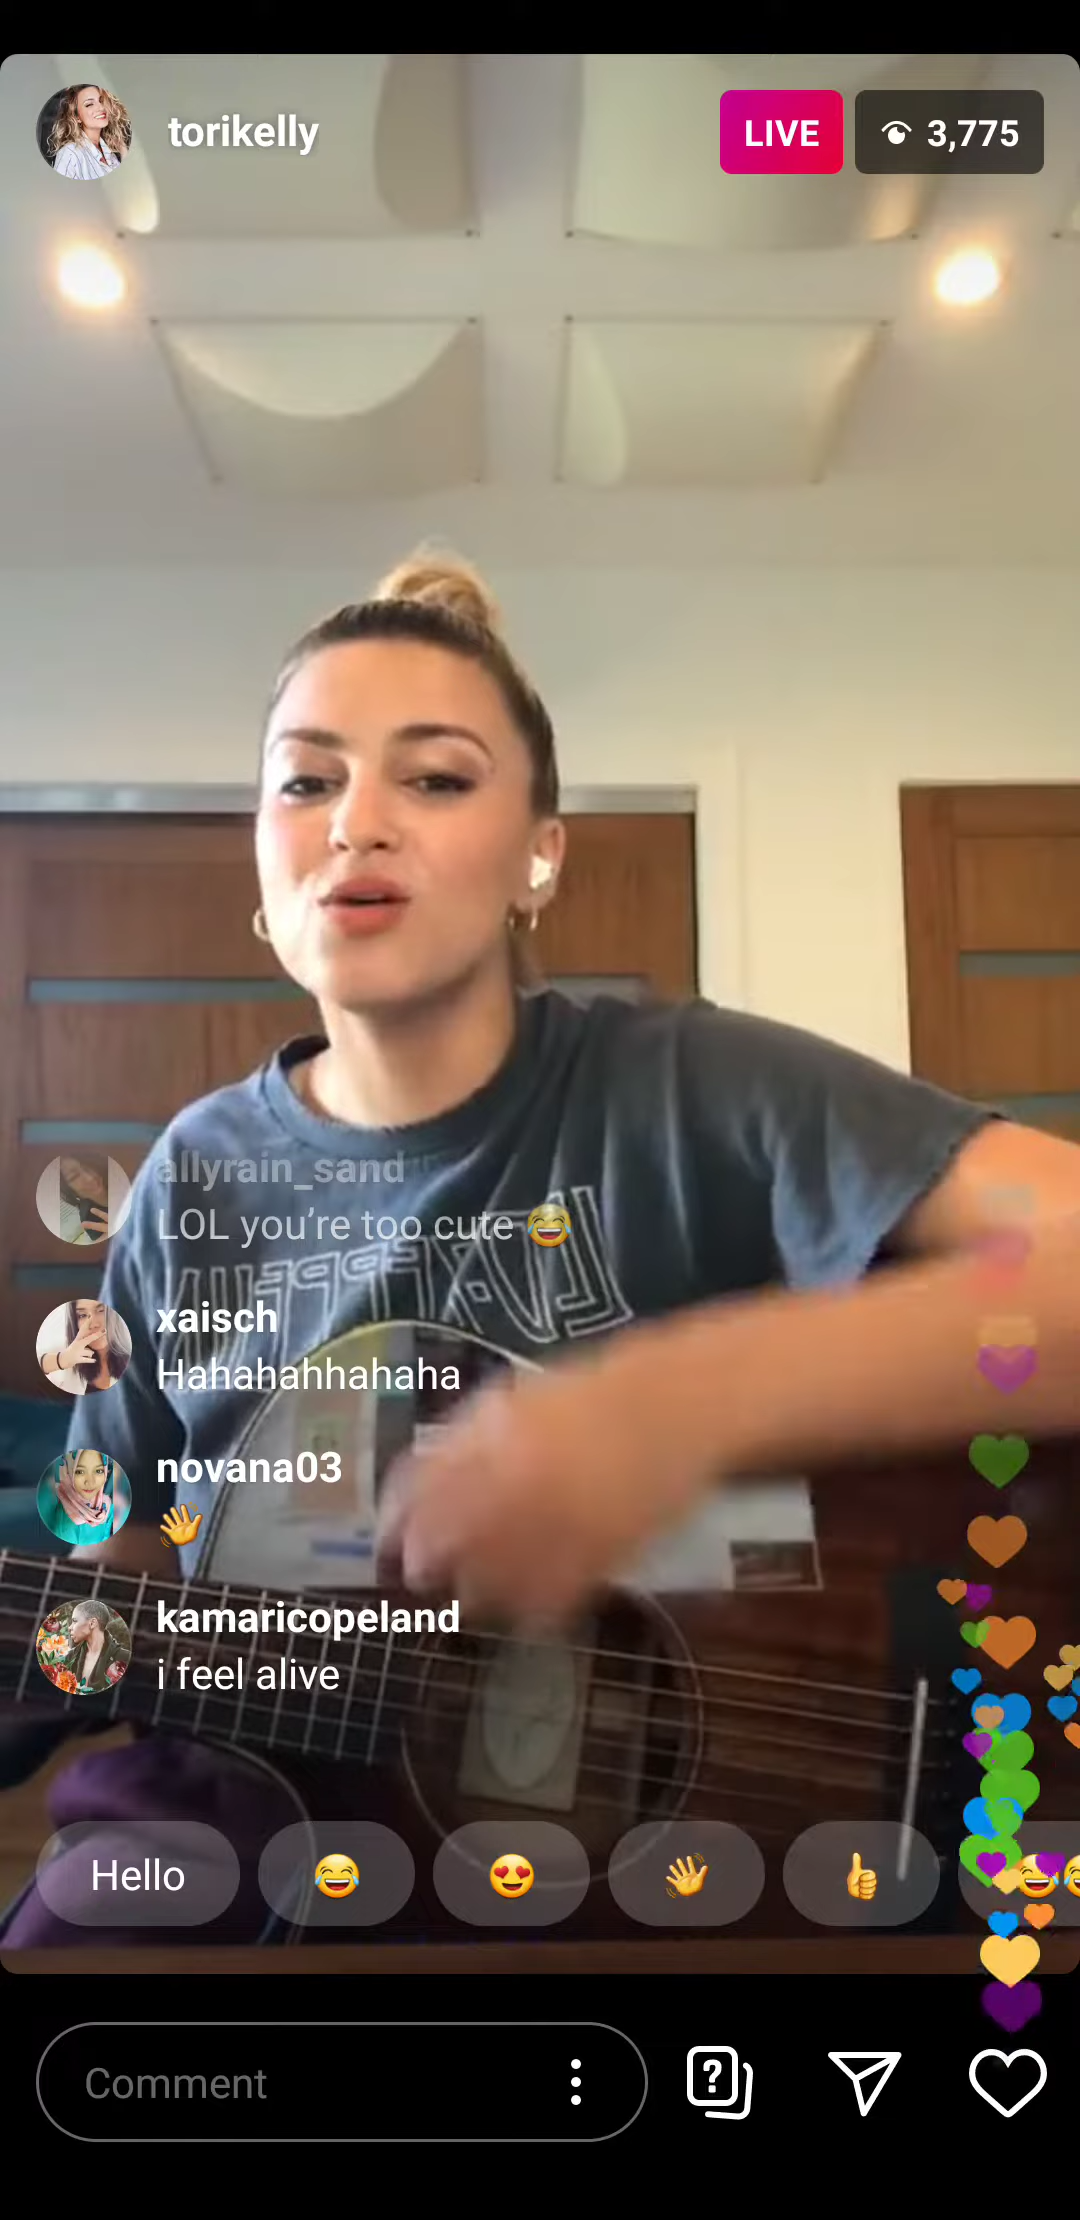 torikelly
LIVE
3,775
allyrain_sand
LOL you’re too cute 😂
xaisch
Hahahahhahaha
novana03
👋
kamaricopeland
i feel alive
Hello 😂 😍 👋 👍
Comment